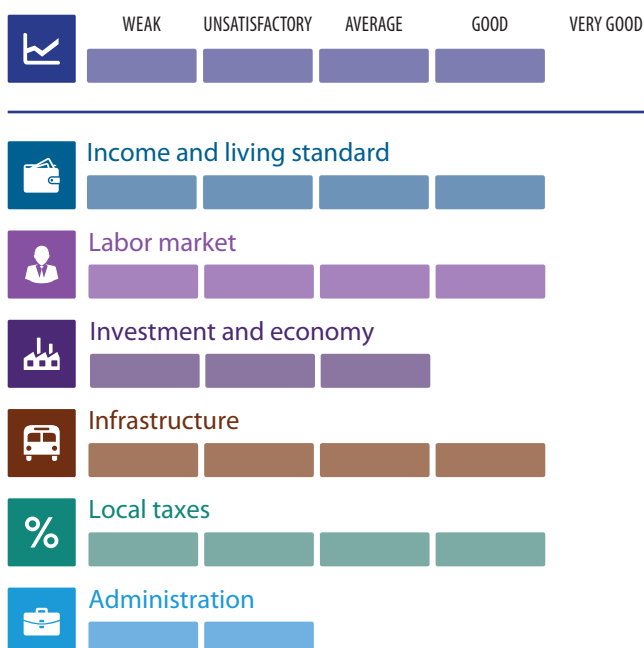 WEAK UNSATISFACTORY AVERAGE GOOD VERY GOOD
Income and living standard
Labor market
Investment and economy
Infrastructure
% Local taxes
Administration